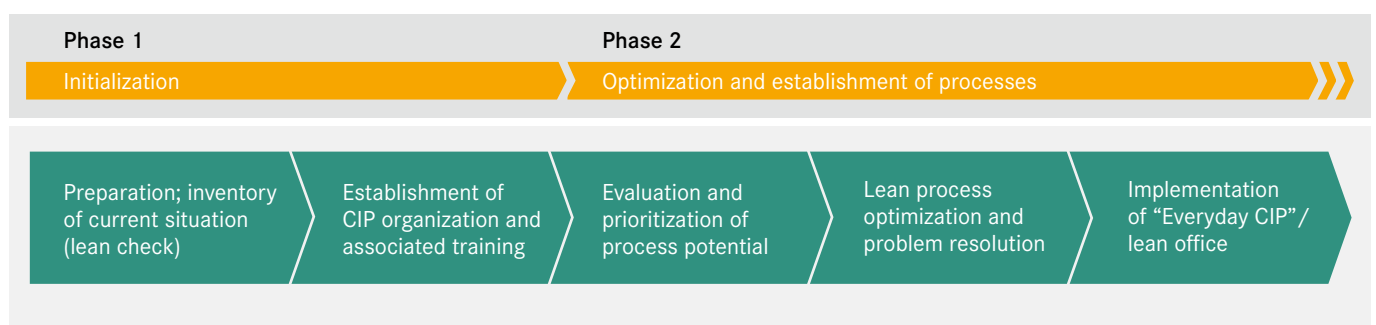 Phase 1
Phase 2
Initialization
Optimization and establishment of processes
Preparation; inventory
of current situation
(lean check)
Establishment of
CIP organization and
associated training
Evaluation and
prioritization of
process potential
Lean process
optimization and
problem resolution
Implementation
of “Everyday CIP”/
lean office